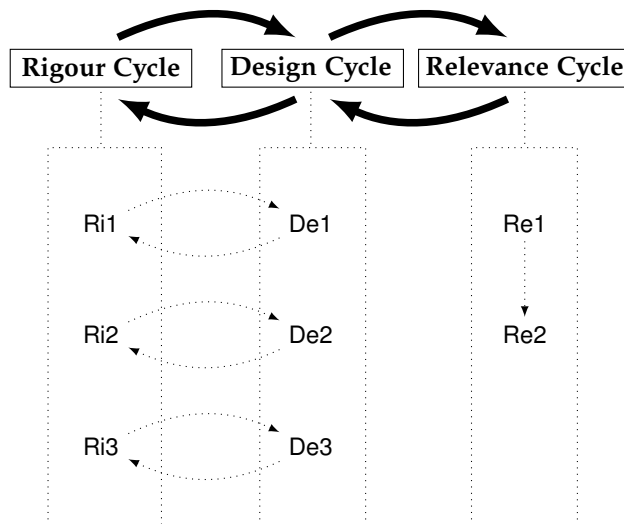 Rigour Cycle Design Cycle Relevance Cycle
Ri1 De1 Re1
Ri2 De2 Re2
Ri3 De3